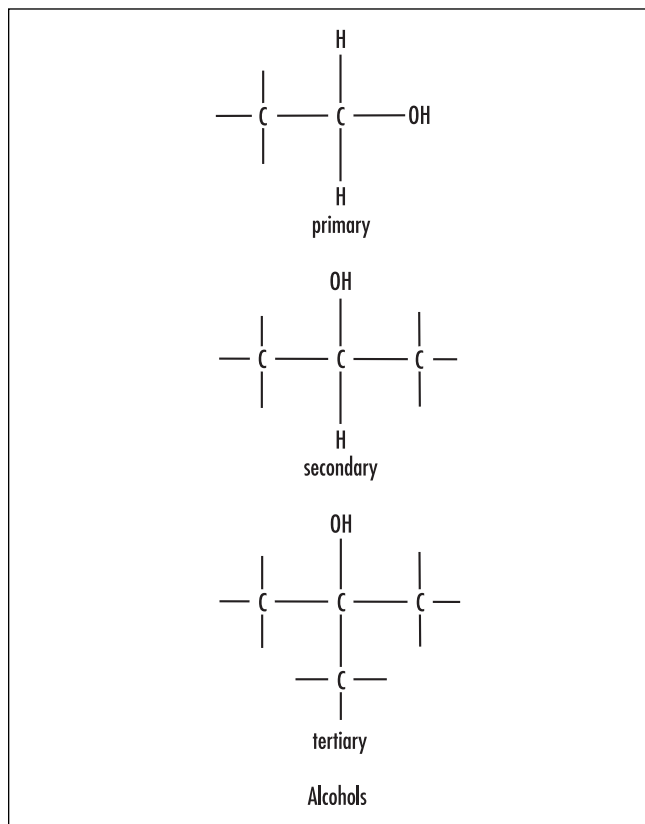 H
C C OH
H
primary
OH
C C C
H
secondary
OH
C C C
C
tertiary
Alcohols